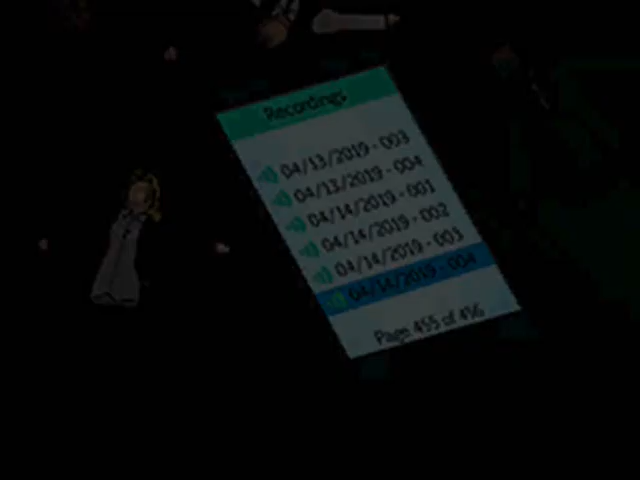 Recordings
04/13/2019 - 003
04/13/2019 - 004
04/14/2019 - 001
04/14/2019 - 002
04/14/2019 - 003
04/14/2019 - 004
Page 455 of 456